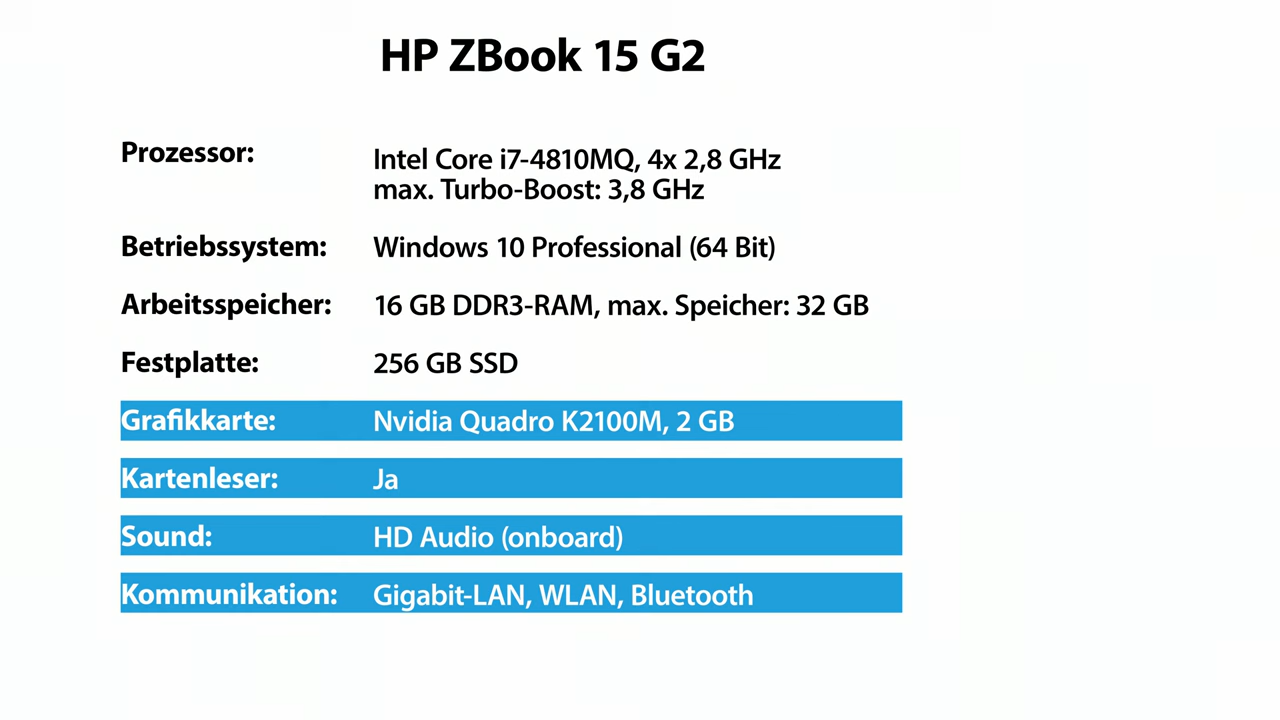 HP ZBook 15 G2
Prozessor: Intel Core i7-4810MQ, 4x 2,8 GHz
max. Turbo-Boost: 3,8 GHz
Betriebssystem: Windows 10 Professional (64 Bit)
Arbeitsspeicher: 16 GB DDR3-RAM, max. Speicher: 32 GB
Festplatte: 256 GB SSD
Grafikkarte: Nvidia Quadro K2100M, 2 GB
Kartenleser: Ja
Sound: HD Audio (onboard)
Kommunikation: Gigabit-LAN, WLAN, Bluetooth